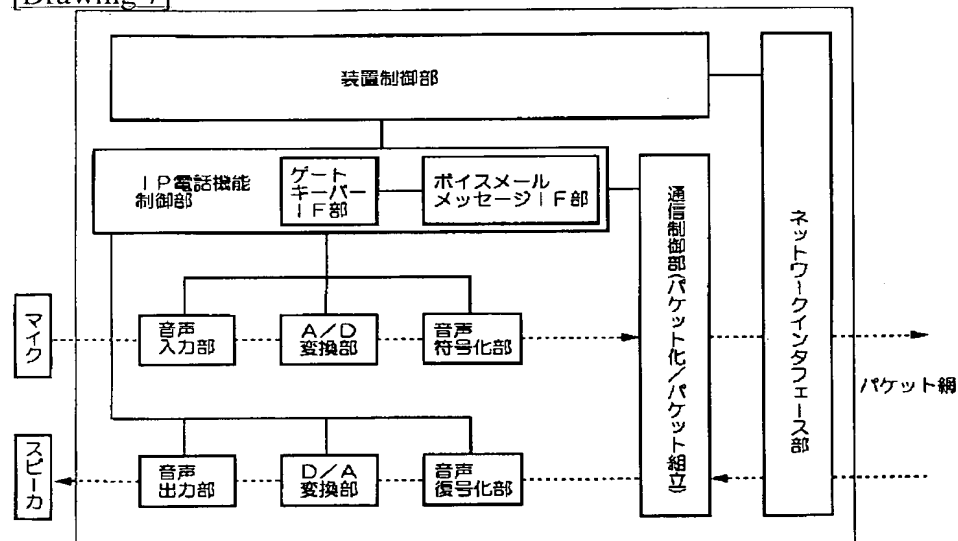 [Drawing 7]
装置制御部
IP電話機能
制御部
ゲート
キーパー
IF部
ボイスメール
メッセージIF部
通信制御部(パケット化/パケット組立)
ネットワークインタフェース部
マイク
音声
入力部
A/D
変換部
音声
符号化部
パケット網
スピーカ
音声
出力部
D/A
変換部
音声
復号化部